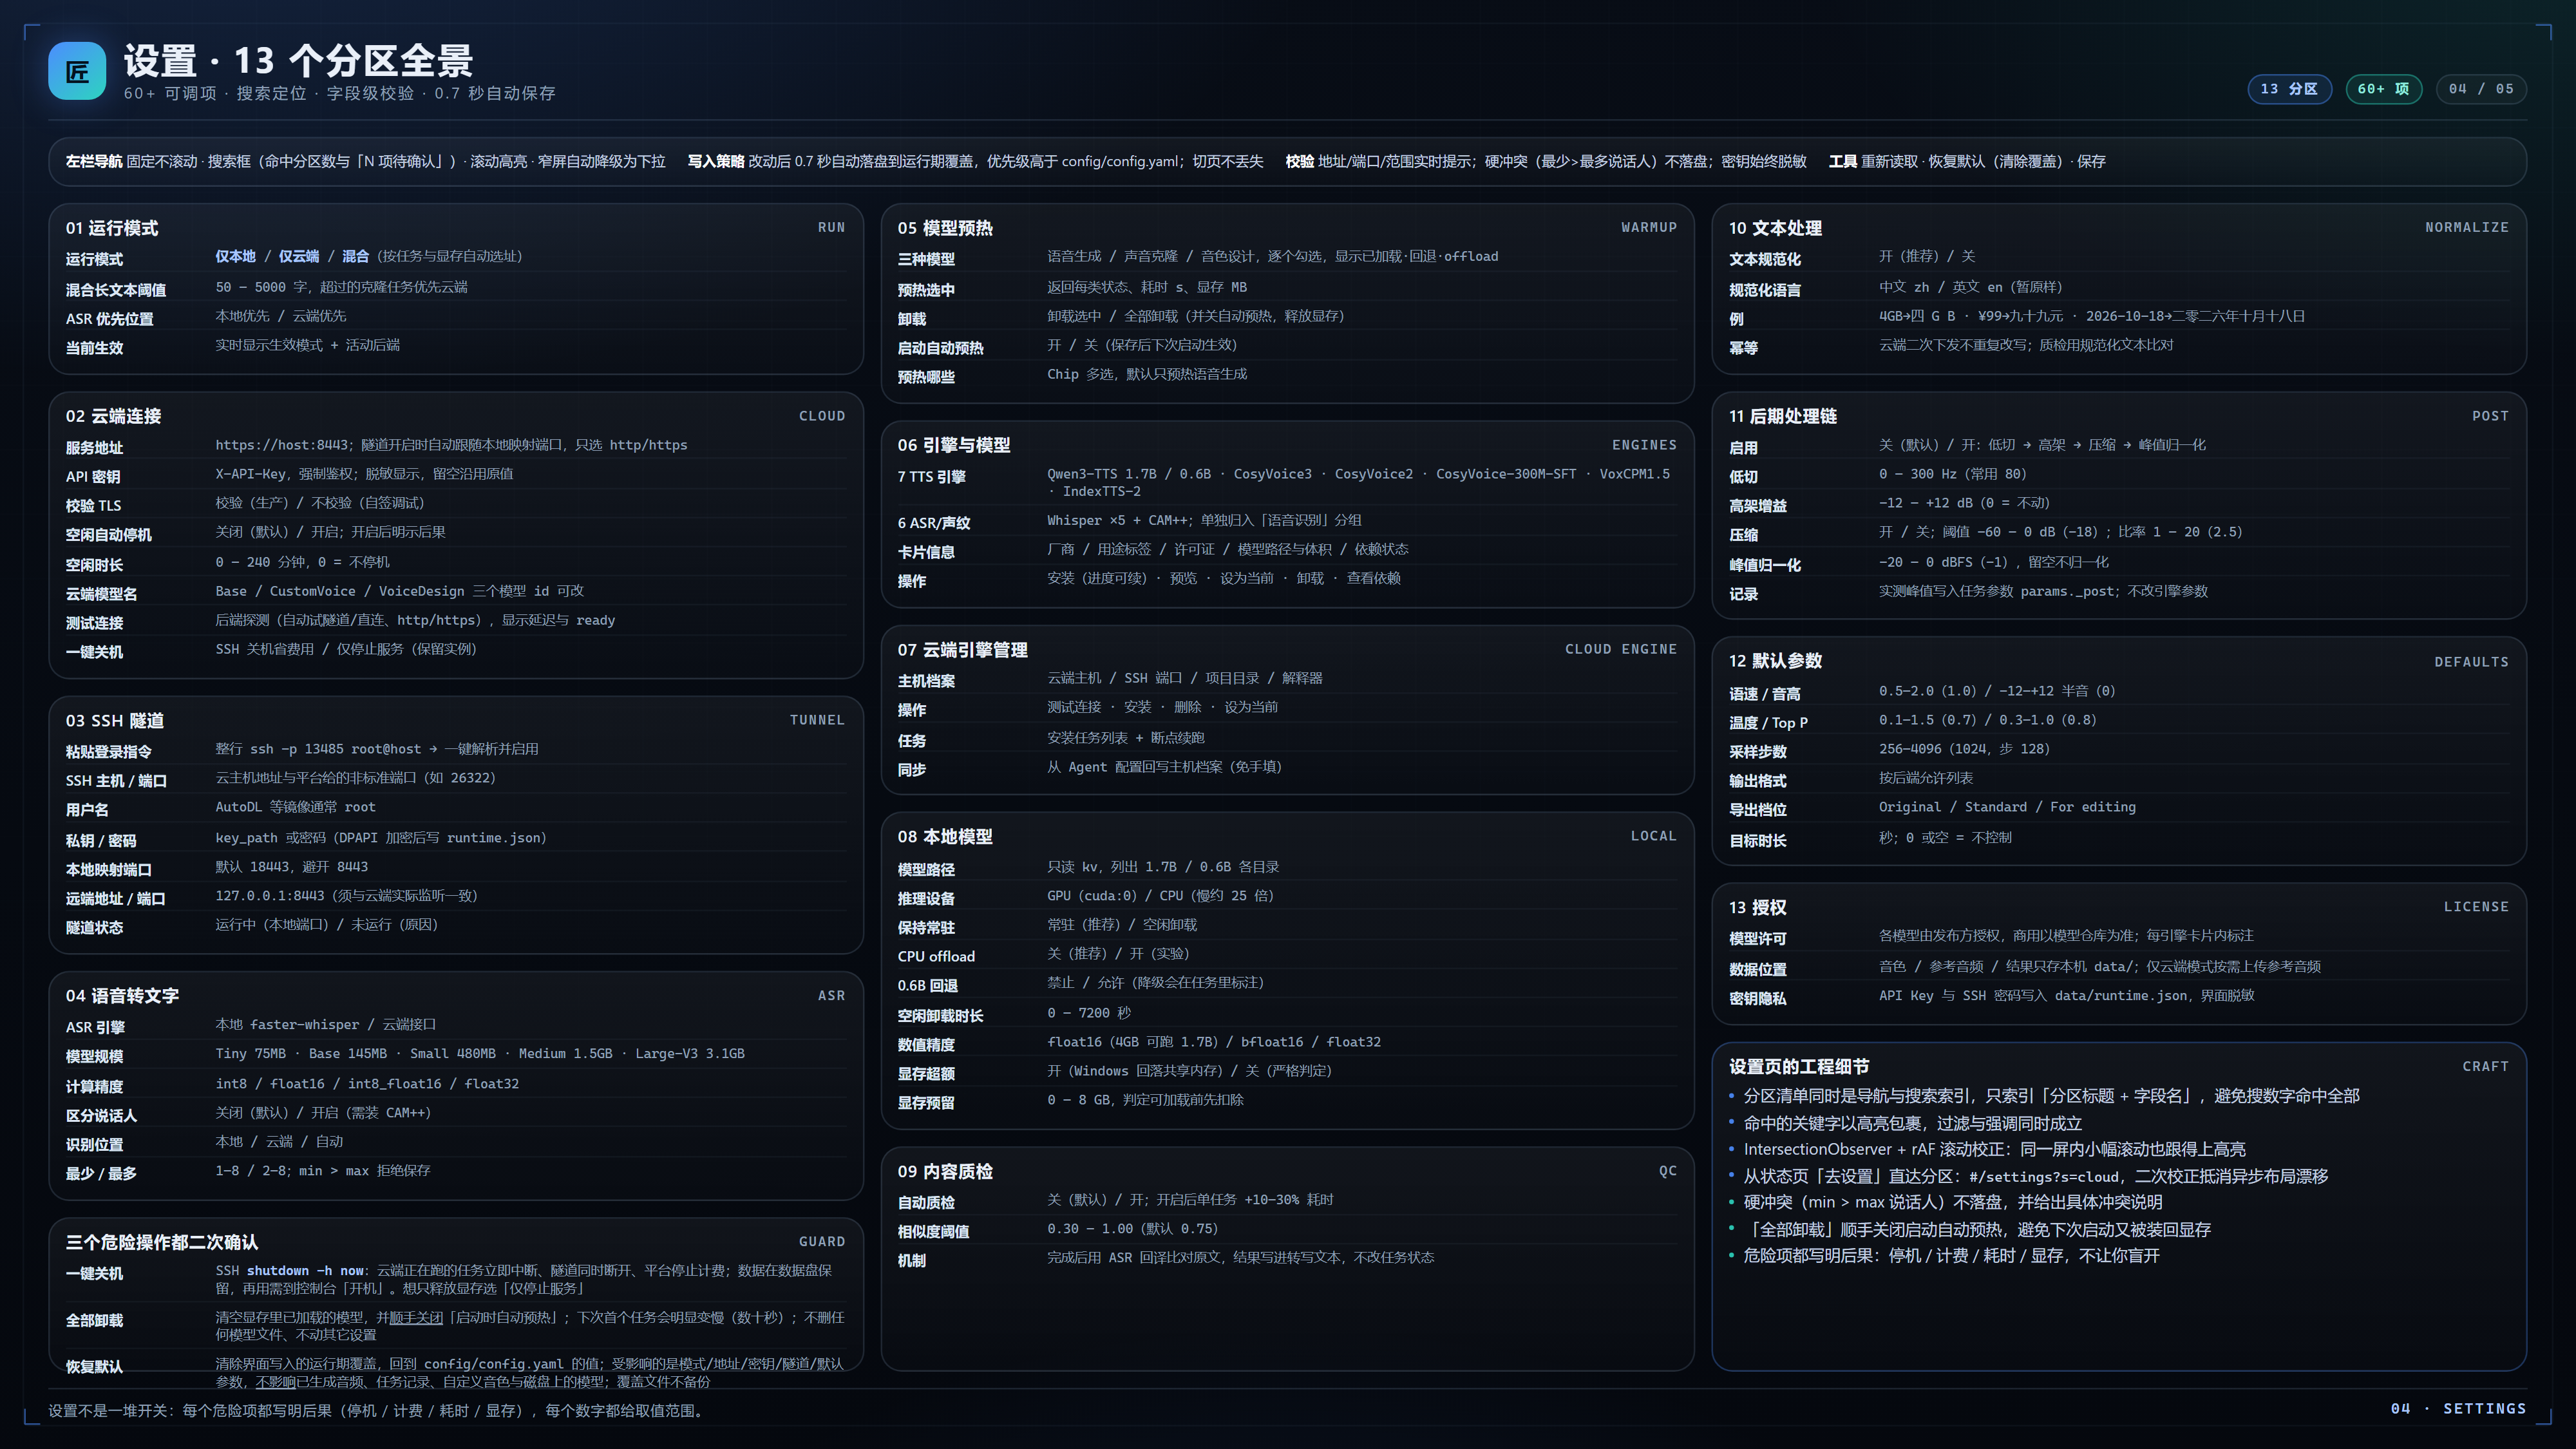 匠
设置 · 13 个分区全景
60+ 可调项 · 搜索定位 · 字段级校验 · 0.7 秒自动保存
13 分区
60+ 项
04 / 05
左栏导航 固定不滚动 · 搜索框（命中分区数与「N 项待确认」）· 滚动高亮 · 窄屏自动降级为下拉 写入策略 改动后 0.7 秒自动落盘到运行期覆盖，优先级高于 config/config.yaml；切页不丢失 校验 地址/端口/范围实时提示；硬冲突（最少>最多说话人）不落盘；密钥始终脱敏 工具 重新读取 · 恢复默认（清除覆盖）· 保存
01 运行模式 RUN
运行模式 仅本地 / 仅云端 / 混合（按任务与显存自动选址）
混合长文本阈值 50 – 5000 字，超过的克隆任务优先云端
ASR 优先位置 本地优先 / 云端优先
当前生效 实时显示生效模式 + 活动后端
02 云端连接 CLOUD
服务地址 https://host:8443；隧道开启时自动跟随本地映射端口，只选 http/https
API 密钥 X-API-Key，强制鉴权；脱敏显示，留空沿用原值
校验 TLS 校验（生产）/ 不校验（自签调试）
空闲自动停机 关闭（默认）/ 开启；开启后明示后果
空闲时长 0 – 240 分钟，0 = 不停机
云端模型名 Base / CustomVoice / VoiceDesign 三个模型 id 可改
测试连接 后端探测（自动试隧道/直连、http/https），显示延迟与 ready
一键关机 SSH 关机省费用 / 仅停止服务（保留实例）
03 SSH 隧道 TUNNEL
粘贴登录指令 整行 ssh -p 13485 root@host → 一键解析并启用
SSH 主机 / 端口 云主机地址与平台给的非标准端口（如 26322）
用户名 AutoDL 等镜像通常 root
私钥 / 密码 key_path 或密码（DPAPI 加密后写 runtime.json）
本地映射端口 默认 18443，避开 8443
远端地址 / 端口 127.0.0.1:8443（须与云端实际监听一致）
隧道状态 运行中（本地端口）/ 未运行（原因）
04 语音转文字 ASR
ASR 引擎 本地 faster-whisper / 云端接口
模型规模 Tiny 75MB · Base 145MB · Small 480MB · Medium 1.5GB · Large-V3 3.1GB
计算精度 int8 / float16 / int8_float16 / float32
区分说话人 关闭（默认）/ 开启（需装 CAM++）
识别位置 本地 / 云端 / 自动
最少 / 最多 1–8 / 2–8；min > max 拒绝保存
三个危险操作都二次确认 GUARD
一键关机 SSH shutdown -h now：云端正在跑的任务立即中断、隧道同时断开、平台停止计费；数据在数据盘保
留，再用需到控制台「开机」。想只释放显存选「仅停止服务」
全部卸载 清空显存里已加载的模型，并顺手关闭「启动时自动预热」；下次首个任务会明显变慢（数十秒）；不删任
何模型文件、不动其它设置
恢复默认 清除界面写入的运行期覆盖，回到 config/config.yaml 的值；受影响的是模式/地址/密钥/隧道/默认
参数，不影响已生成音频、任务记录、自定义音色与磁盘上的模型；覆盖文件不备份
05 模型预热 WARMUP
三种模型 语音生成 / 声音克隆 / 音色设计，逐个勾选，显示已加载·回退·offload
预热选中 返回每类状态、耗时 s、显存 MB
卸载 卸载选中 / 全部卸载（并关自动预热，释放显存）
启动自动预热 开 / 关（保存后下次启动生效）
预热哪些 Chip 多选，默认只预热语音生成
06 引擎与模型 ENGINES
7 TTS 引擎 Qwen3-TTS 1.7B / 0.6B · CosyVoice3 · CosyVoice2 · CosyVoice-300M-SFT · VoxCPM1.5
· IndexTTS-2
6 ASR/声纹 Whisper ×5 + CAM++；单独归入「语音识别」分组
卡片信息 厂商 / 用途标签 / 许可证 / 模型路径与体积 / 依赖状态
操作 安装（进度可续）· 预览 · 设为当前 · 卸载 · 查看依赖
07 云端引擎管理 CLOUD ENGINE
主机档案 云端主机 / SSH 端口 / 项目目录 / 解释器
操作 测试连接 · 安装 · 删除 · 设为当前
任务 安装任务列表 + 断点续跑
同步 从 Agent 配置回写主机档案（免手填）
08 本地模型 LOCAL
模型路径 只读 kv，列出 1.7B / 0.6B 各目录
推理设备 GPU（cuda:0）/ CPU（慢约 25 倍）
保持常驻 常驻（推荐）/ 空闲卸载
CPU offload 关（推荐）/ 开（实验）
0.6B 回退 禁止 / 允许（降级会在任务里标注）
空闲卸载时长 0 – 7200 秒
数值精度 float16（4GB 可跑 1.7B）/ bfloat16 / float32
显存超额 开（Windows 回落共享内存）/ 关（严格判定）
显存预留 0 – 8 GB，判定可加载前先扣除
09 内容质检 QC
自动质检 关（默认）/ 开；开启后单任务 +10–30% 耗时
相似度阈值 0.30 – 1.00（默认 0.75）
机制 完成后用 ASR 回译比对原文，结果写进转写文本，不改任务状态
10 文本处理 NORMALIZE
文本规范化 开（推荐）/ 关
规范化语言 中文 zh / 英文 en（暂原样）
例 4GB→四 G B · ¥99→九十九元 · 2026-10-18→二零二六年十月十八日
幂等 云端二次下发不重复改写；质检用规范化文本比对
11 后期处理链 POST
启用 关（默认）/ 开：低切 → 高架 → 压缩 → 峰值归一化
低切 0 – 300 Hz（常用 80）
高架增益 -12 – +12 dB（0 = 不动）
压缩 开 / 关；阈值 -60 – 0 dB（-18）；比率 1 – 20（2.5）
峰值归一化 -20 – 0 dBFS（-1），留空不归一化
记录 实测峰值写入任务参数 params._post；不改引擎参数
12 默认参数 DEFAULTS
语速 / 音高 0.5–2.0（1.0）/ -12–+12 半音（0）
温度 / Top P 0.1–1.5（0.7）/ 0.3–1.0（0.8）
采样步数 256–4096（1024，步 128）
输出格式 按后端允许列表
导出档位 Original / Standard / For editing
目标时长 秒；0 或空 = 不控制
13 授权 LICENSE
模型许可 各模型由发布方授权，商用以模型仓库为准；每引擎卡片内标注
数据位置 音色 / 参考音频 / 结果只存本机 data/；仅云端模式按需上传参考音频
密钥隐私 API Key 与 SSH 密码写入 data/runtime.json，界面脱敏
设置页的工程细节 CRAFT
• 分区清单同时是导航与搜索索引，只索引「分区标题 + 字段名」，避免搜数字命中全部
• 命中的关键字以高亮包裹，过滤与强调同时成立
• IntersectionObserver + rAF 滚动校正：同一屏内小幅滚动也跟得上高亮
• 从状态页「去设置」直达分区：#/settings?s=cloud，二次校正抵消异步布局漂移
• 硬冲突（min > max 说话人）不落盘，并给出具体冲突说明
• 「全部卸载」顺手关闭启动自动预热，避免下次启动又被装回显存
• 危险项都写明后果：停机 / 计费 / 耗时 / 显存，不让你盲开
设置不是一堆开关：每个危险项都写明后果（停机 / 计费 / 耗时 / 显存），每个数字都给取值范围。
04 · SETTINGS